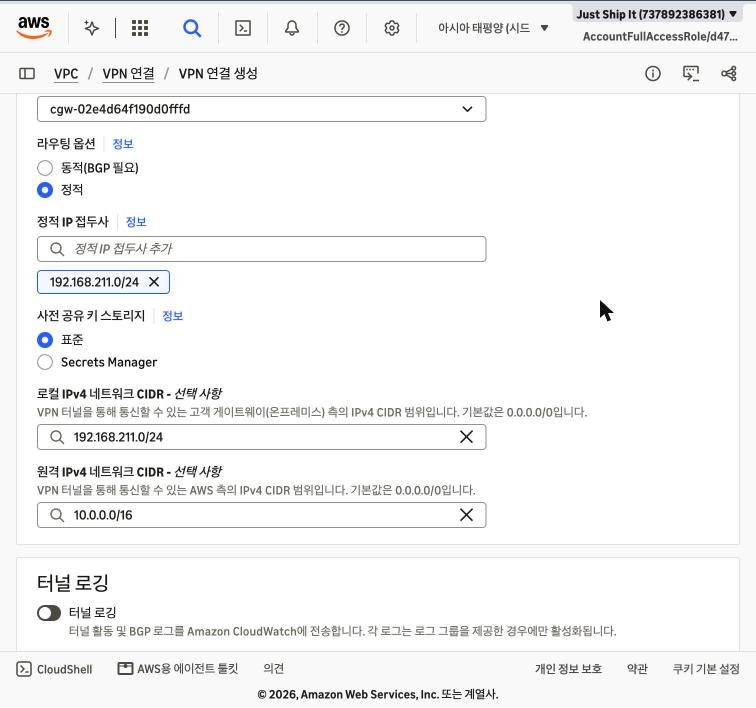 aws
아시아 태평양 (시드
Just Ship It (737892386381)
AccountFullAccessRole/d47...
VPC / VPN 연결 / VPN 연결 생성
cgw-02e4d64f190d0fffd
라우팅 옵션 정보
동적(BGP 필요)
정적
정적 IP 접두사 정보
정적 IP 접두사 추가
192.168.211.0/24
사전 공유 키 스토리지 정보
표준
Secrets Manager
로컬 IPv4 네트워크 CIDR - 선택 사항
VPN 터널을 통해 통신할 수 있는 고객 게이트웨이(온프레미스) 측의 IPv4 CIDR 범위입니다. 기본값은 0.0.0.0/0입니다.
192.168.211.0/24
원격 IPv4 네트워크 CIDR - 선택 사항
VPN 터널을 통해 통신할 수 있는 AWS 측의 IPv4 CIDR 범위입니다. 기본값은 0.0.0.0/0입니다.
10.0.0.0/16
터널 로깅
터널 로깅
터널 활동 및 BGP 로그를 Amazon CloudWatch에 전송합니다. 각 로그는 로그 그룹을 제공한 경우에만 활성화됩니다.
CloudShell AWS용 에이전트 툴킷 의견 개인 정보 보호 약관 쿠키 기본 설정
© 2026, Amazon Web Services, Inc. 또는 계열사.